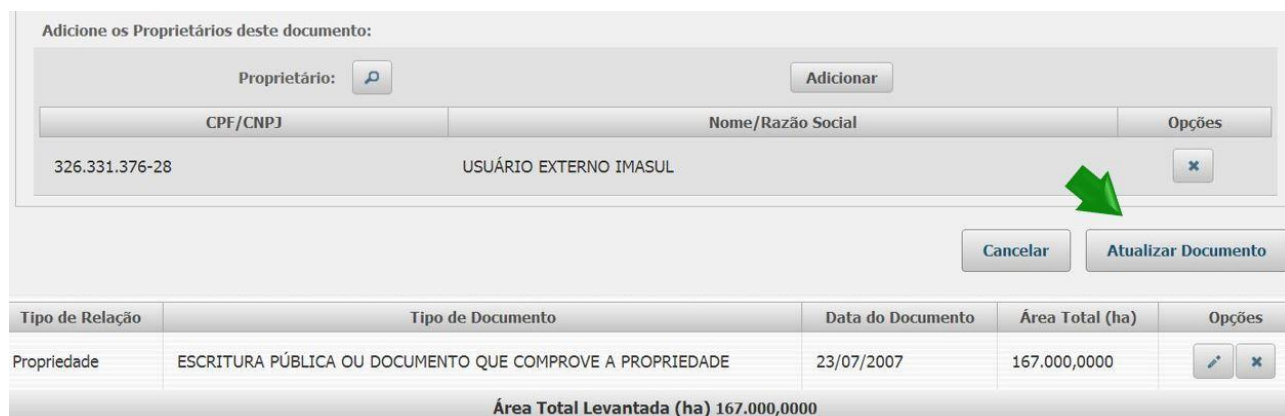 Adicione os Proprietários deste documento:
Proprietário: Adicionar
CPF/CNPJ Nome/Razão Social Opções
326.331.376-28 USUÁRIO EXTERNO IMASUL
Cancelar Atualizar Documento
Tipo de Relação Tipo de Documento Data do Documento Área Total (ha) Opções
Propriedade ESCRITURA PÚBLICA OU DOCUMENTO QUE COMPROVE A PROPRIEDADE 23/07/2007 167.000,0000
Área Total Levantada (ha) 167.000,0000